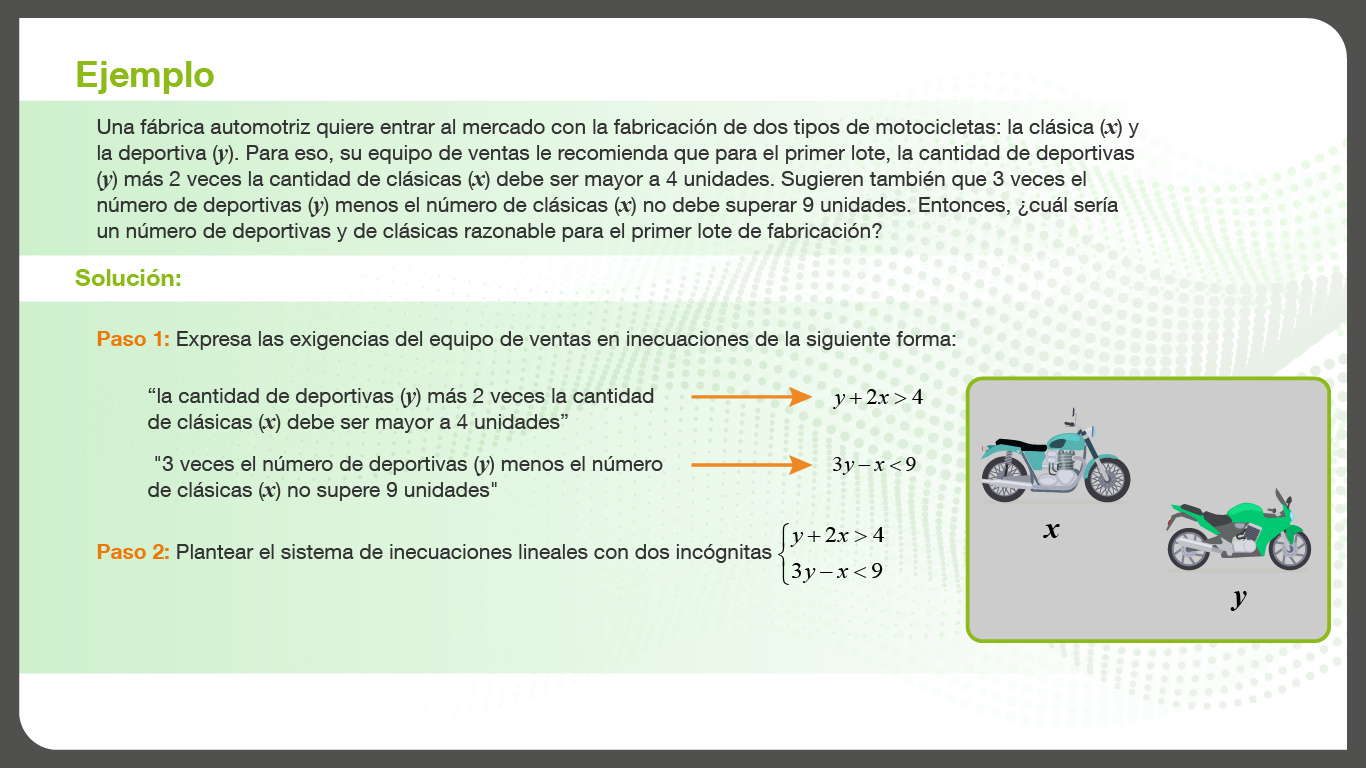 Ejemplo
Una fábrica automotriz quiere entrar al mercado con la fabricación de dos tipos de motocicletas: la clásica (x) y
la deportiva (y). Para eso, su equipo de ventas le recomienda que para el primer lote, la cantidad de deportivas
(y) más 2 veces la cantidad de clásicas (x) debe ser mayor a 4 unidades. Sugieren también que 3 veces el
número de deportivas (y) menos el número de clásicas (x) no debe superar 9 unidades. Entonces, ¿cuál sería
un número de deportivas y de clásicas razonable para el primer lote de fabricación?
Solución:
Paso 1: Expresa las exigencias del equipo de ventas en inecuaciones de la siguiente forma:
“la cantidad de deportivas (y) más 2 veces la cantidad
de clásicas (x) debe ser mayor a 4 unidades”
y + 2x > 4
"3 veces el número de deportivas (y) menos el número
de clásicas (x) no supere 9 unidades"
3y − x < 9
Paso 2: Plantear el sistema de inecuaciones lineales con dos incógnitas
y + 2x > 4
3y − x < 9
x
y